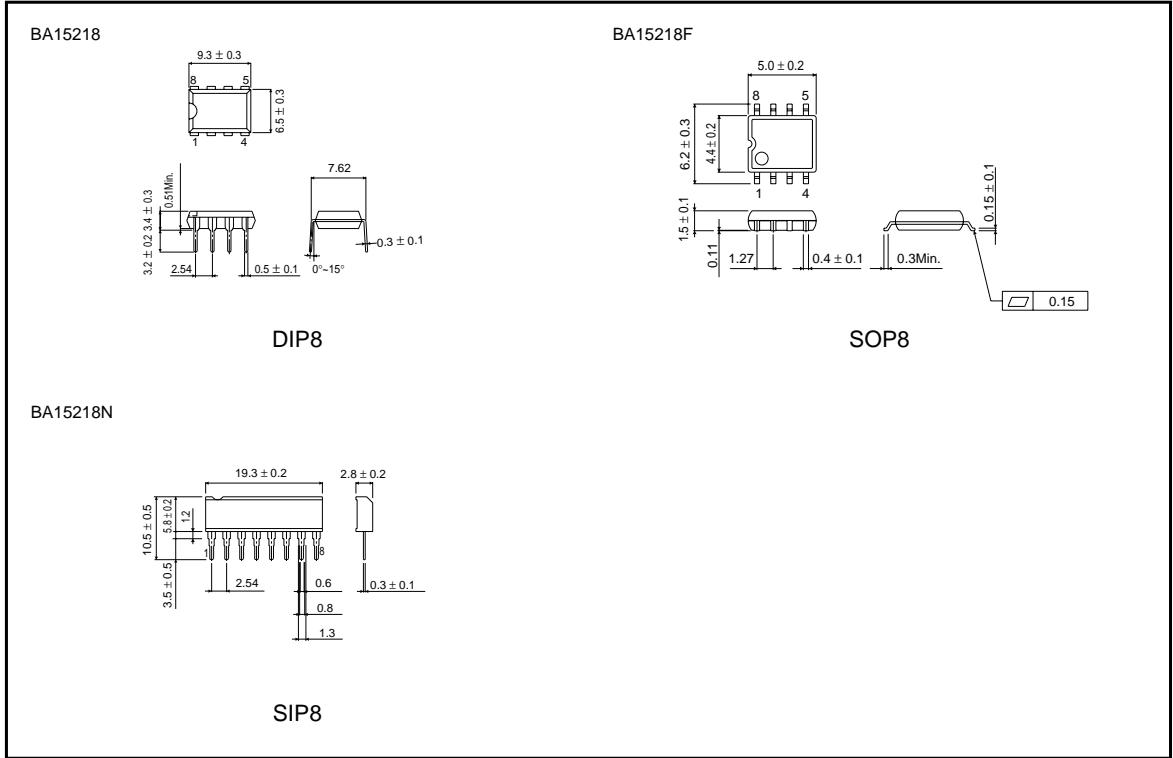 BA15218
9.3 ± 0.3
8 5
6.5 ± 0.3
1 4
0.51Min.
3.4 ± 0.3
3.2 ± 0.2
7.62
2.54
0.5 ± 0.1
0°~15°
0.3 ± 0.1
DIP8
BA15218F
5.0 ± 0.2
8 5
6.2 ± 0.3
4.4 ± 0.2
1 4
1.5 ± 0.1
0.11
1.27
0.4 ± 0.1
0.3Min.
0.15 ± 0.1
0.15
SOP8
BA15218N
19.3 ± 0.2
2.8 ± 0.2
10.5 ± 0.5
5.8 ± 0.2
1.2
1 8
3.5 ± 0.5
2.54
0.6
0.3 ± 0.1
0.8
1.3
SIP8